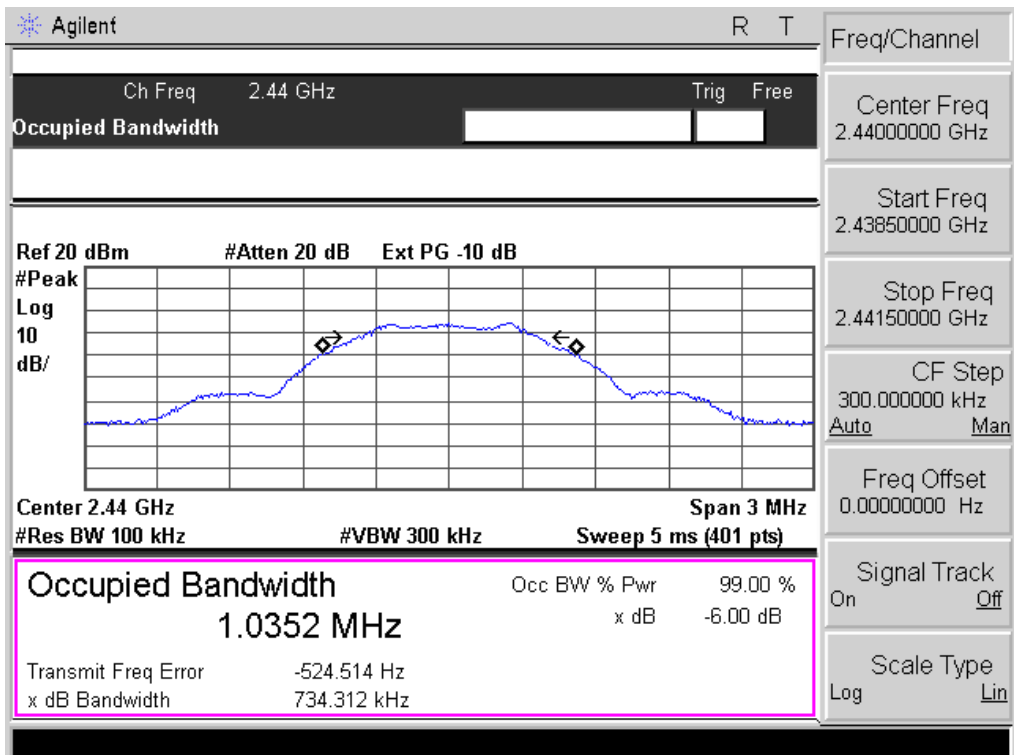 Agilent R T
Ch Freq 2.44 GHz Trig Free
Occupied Bandwidth
Ref 20 dBm #Atten 20 dB Ext PG -10 dB
#Peak
Log
10
dB/
Center 2.44 GHz Span 3 MHz
#Res BW 100 kHz #VBW 300 kHz Sweep 5 ms (401 pts)
Occupied Bandwidth Occ BW % Pwr 99.00 %
1.0352 MHz x dB -6.00 dB
Transmit Freq Error -524.514 Hz
x dB Bandwidth 734.312 kHz
Freq/Channel
Center Freq
2.44000000 GHz
Start Freq
2.43850000 GHz
Stop Freq
2.44150000 GHz
CF Step
300.000000 kHz
Auto Man
Freq Offset
0.00000000 Hz
Signal Track
On Off
Scale Type
Log Lin